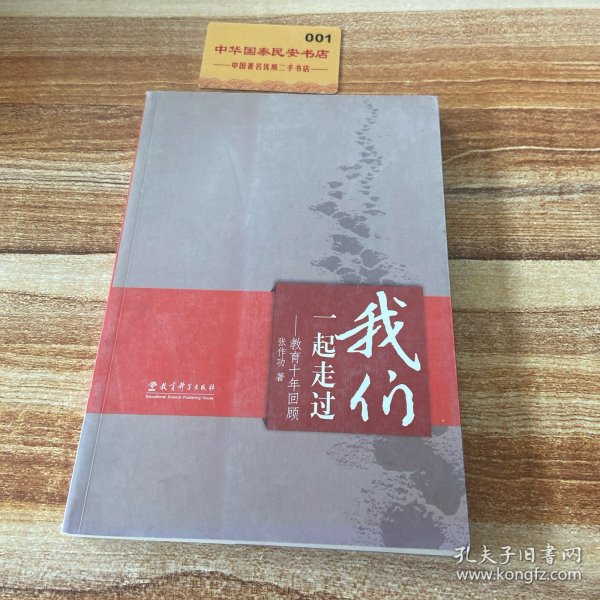 001
中华国泰民安书店
——中国著名优质二手书店——
我们
一起走过
——教育十年回顾
张作功 著
教育科学出版社
Educational Science Publishing House
孔夫子旧书网
www.kongfz.com